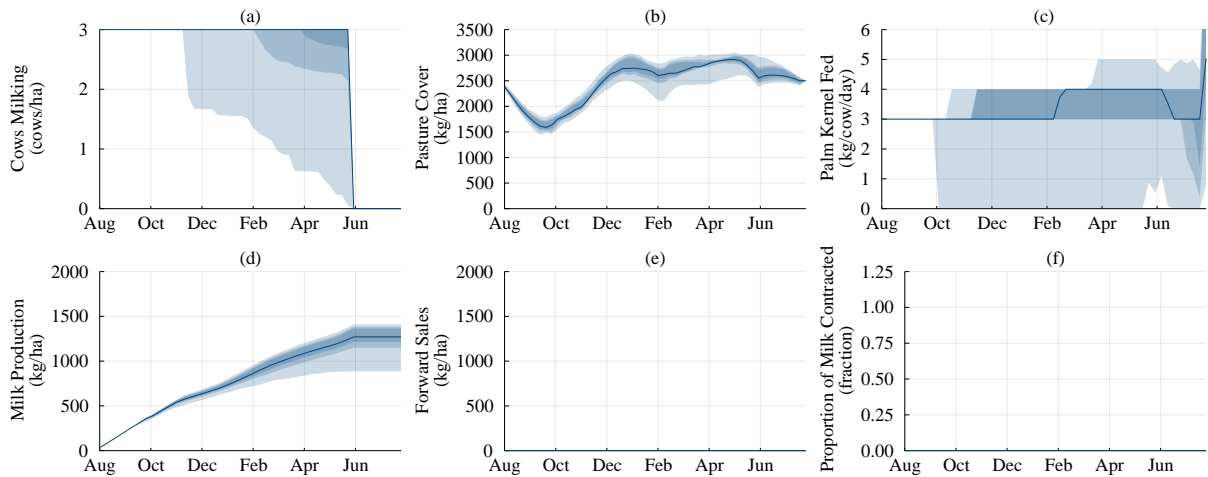 (a)
Cows Milking
(cows/ha)
3
2
1
0
Aug Oct Dec Feb Apr Jun
(b)
Pasture Cover
(kg/ha)
3500
3000
2500
2000
1500
1000
500
0
Aug Oct Dec Feb Apr Jun
(c)
Palm Kernel Fed
(kg/cow/day)
6
5
4
3
2
1
0
Aug Oct Dec Feb Apr Jun
(d)
Milk Production
(kg/ha)
2000
1500
1000
500
0
Aug Oct Dec Feb Apr Jun
(e)
Forward Sales
(kg/ha)
2000
1500
1000
500
0
Aug Oct Dec Feb Apr Jun
(f)
Proportion of Milk Contracted
(fraction)
1.25
1.00
0.75
0.50
0.25
0.00
Aug Oct Dec Feb Apr Jun